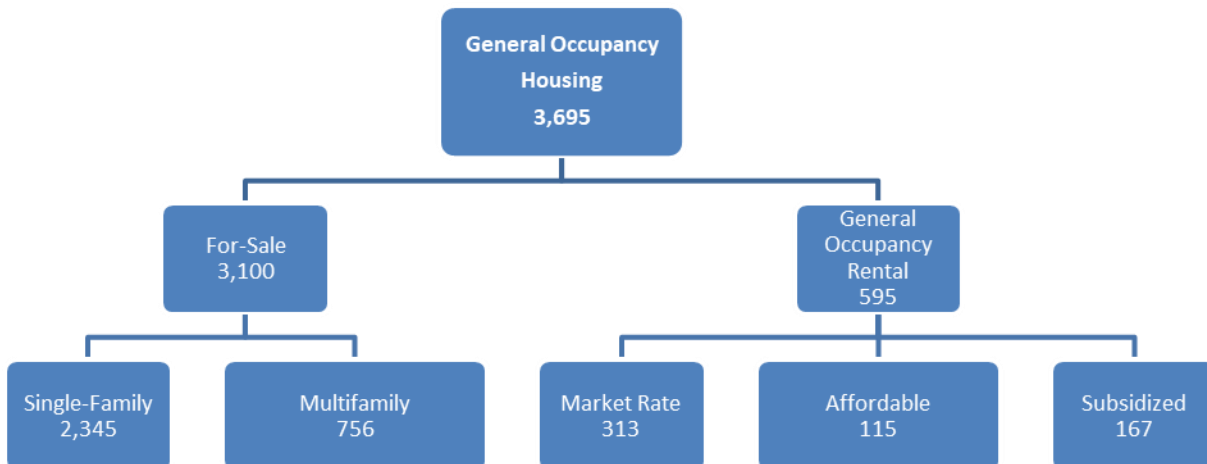 General Occupancy
Housing
3,695
For-Sale
3,100
General
Occupancy
Rental
595
Single-Family
2,345
Multifamily
756
Market Rate
313
Affordable
115
Subsidized
167